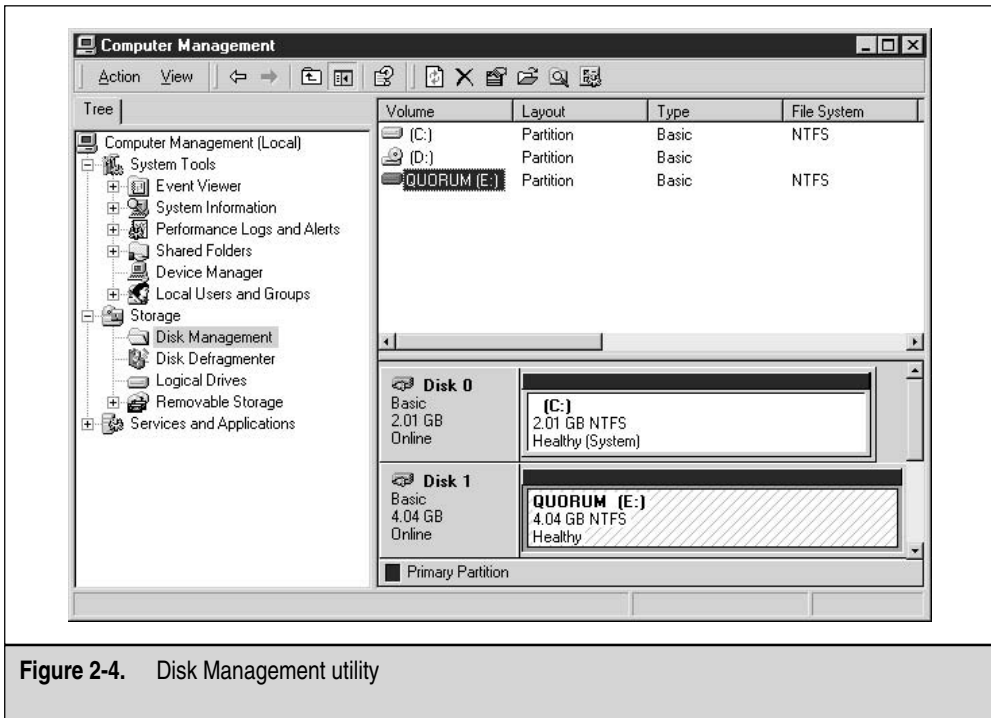 Computer Management
Action View
Tree
Computer Management (Local)
System Tools
Event Viewer
System Information
Performance Logs and Alerts
Shared Folders
Device Manager
Local Users and Groups
Storage
Disk Management
Disk Defragmenter
Logical Drives
Removable Storage
Services and Applications
Volume Layout Type File System
(C:) Partition Basic NTFS
(D:) Partition Basic
QUORUM (E:) Partition Basic NTFS
Disk 0
Basic
2.01 GB
Online
(C:)
2.01 GB NTFS
Healthy (System)
Disk 1
Basic
4.04 GB
Online
QUORUM (E:)
4.04 GB NTFS
Healthy
Primary Partition
Figure 2-4. Disk Management utility